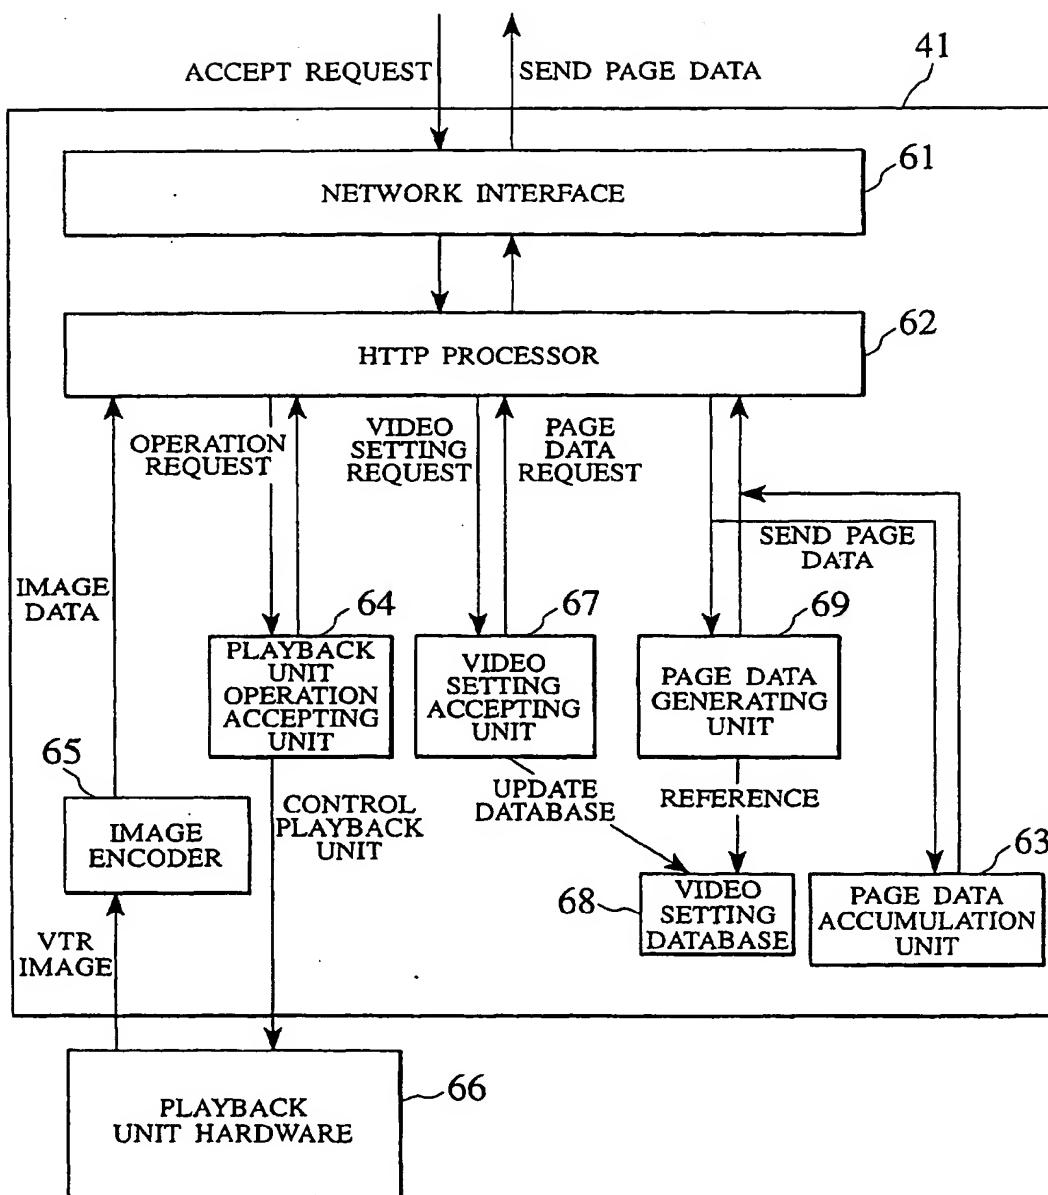 ACCEPT REQUEST
SEND PAGE DATA
41
61
NETWORK INTERFACE
62
HTTP PROCESSOR
OPERATION
REQUEST
VIDEO
SETTING
REQUEST
PAGE
DATA
REQUEST
SEND PAGE
DATA
IMAGE
DATA
64
PLAYBACK
UNIT
OPERATION
ACCEPTING
UNIT
67
VIDEO
SETTING
ACCEPTING
UNIT
69
PAGE DATA
GENERATING
UNIT
65
IMAGE
ENCODER
CONTROL
PLAYBACK
UNIT
UPDATE
DATABASE
REFERENCE
68
VIDEO
SETTING
DATABASE
63
PAGE DATA
ACCUMULATION
UNIT
VTR
IMAGE
66
PLAYBACK
UNIT HARDWARE